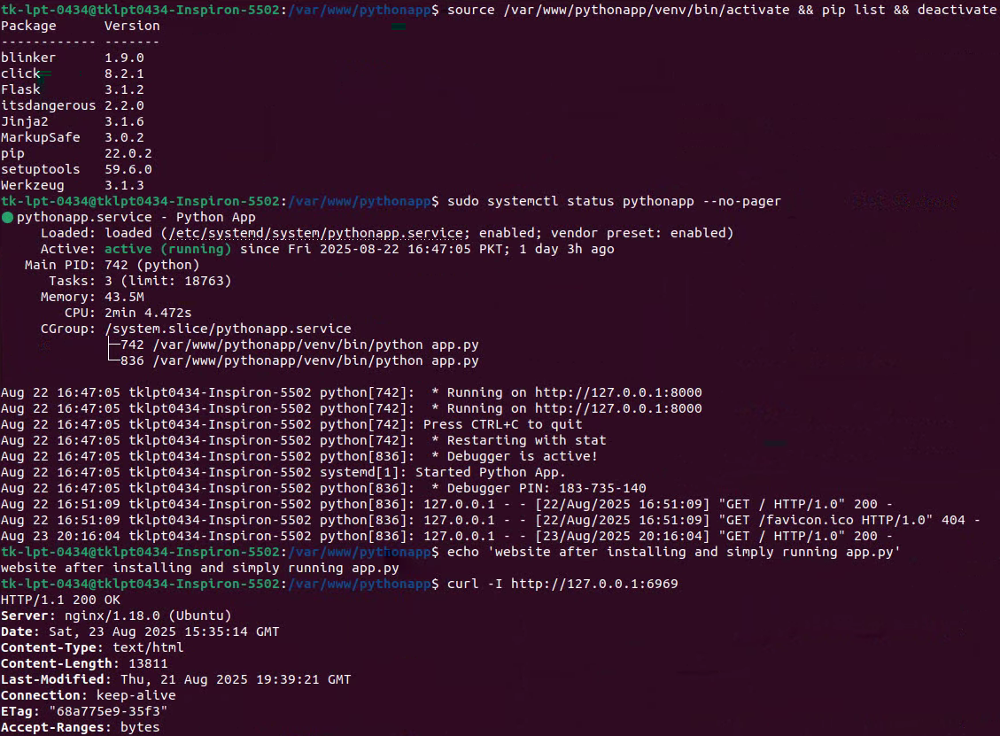 tk-lpt-0434@tklpt0434-Inspiron-5502:/var/www/pythonapp$ source /var/www/pythonapp/venv/bin/activate && pip list && deactivate
Package      Version
------------ -------
blinker      1.9.0
click        8.2.1
Flask        3.1.2
itsdangerous 2.2.0
Jinja2       3.1.6
MarkupSafe   3.0.2
pip          22.0.2
setuptools   59.6.0
Werkzeug     3.1.3
tk-lpt-0434@tklpt0434-Inspiron-5502:/var/www/pythonapp$ sudo systemctl status pythonapp --no-pager
● pythonapp.service - Python App
     Loaded: loaded (/etc/systemd/system/pythonapp.service; enabled; vendor preset: enabled)
     Active: active (running) since Fri 2025-08-22 16:47:05 PKT; 1 day 3h ago
   Main PID: 742 (python)
      Tasks: 3 (limit: 18763)
     Memory: 43.5M
        CPU: 2min 4.472s
     CGroup: /system.slice/pythonapp.service
             ├─742 /var/www/pythonapp/venv/bin/python app.py
             └─836 /var/www/pythonapp/venv/bin/python app.py

Aug 22 16:47:05 tklpt0434-Inspiron-5502 python[742]:  * Running on http://127.0.0.1:8000
Aug 22 16:47:05 tklpt0434-Inspiron-5502 python[742]:  * Running on http://127.0.0.1:8000
Aug 22 16:47:05 tklpt0434-Inspiron-5502 python[742]: Press CTRL+C to quit
Aug 22 16:47:05 tklpt0434-Inspiron-5502 python[742]:  * Restarting with stat
Aug 22 16:47:05 tklpt0434-Inspiron-5502 python[836]:  * Debugger is active!
Aug 22 16:47:05 tklpt0434-Inspiron-5502 systemd[1]: Started Python App.
Aug 22 16:47:05 tklpt0434-Inspiron-5502 python[836]:  * Debugger PIN: 183-735-140
Aug 22 16:51:09 tklpt0434-Inspiron-5502 python[836]: 127.0.0.1 - - [22/Aug/2025 16:51:09] "GET / HTTP/1.0" 200 -
Aug 22 16:51:09 tklpt0434-Inspiron-5502 python[836]: 127.0.0.1 - - [22/Aug/2025 16:51:09] "GET /favicon.ico HTTP/1.0" 404 -
Aug 23 20:16:04 tklpt0434-Inspiron-5502 python[836]: 127.0.0.1 - - [23/Aug/2025 20:16:04] "GET / HTTP/1.0" 200 -
tk-lpt-0434@tklpt0434-Inspiron-5502:/var/www/pythonapp$ echo 'website after installing and simply running app.py'
website after installing and simply running app.py
tk-lpt-0434@tklpt0434-Inspiron-5502:/var/www/pythonapp$ curl -I http://127.0.0.1:6969
HTTP/1.1 200 OK
Server: nginx/1.18.0 (Ubuntu)
Date: Sat, 23 Aug 2025 15:35:14 GMT
Content-Type: text/html
Content-Length: 13811
Last-Modified: Thu, 21 Aug 2025 19:39:21 GMT
Connection: keep-alive
ETag: "68a775e9-35f3"
Accept-Ranges: bytes